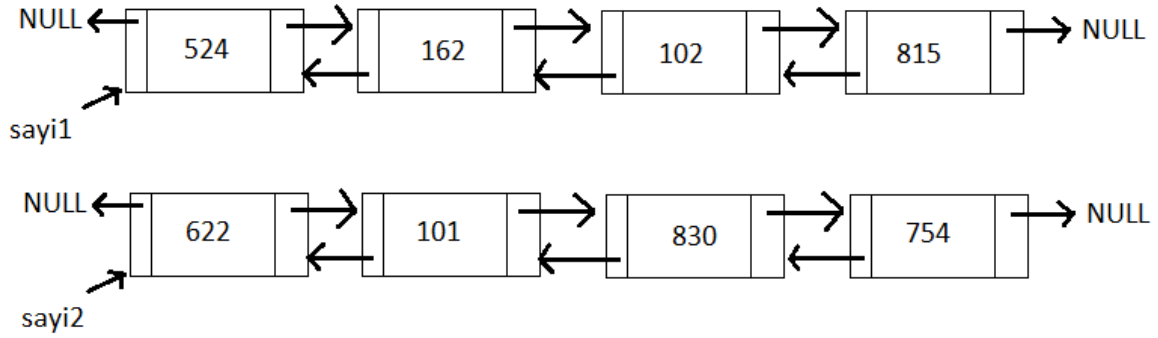 NULL 524 162 102 815 NULL
sayi1
NULL 622 101 830 754 NULL
sayi2